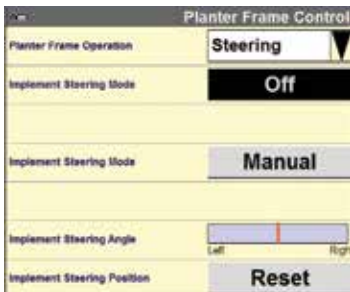 Planter Frame Control
Planter Frame Operation
Steering
Implement Steering Mode
Off
Implement Steering Mode
Manual
Implement Steering Angle
Left Right
Implement Steering Position
Reset